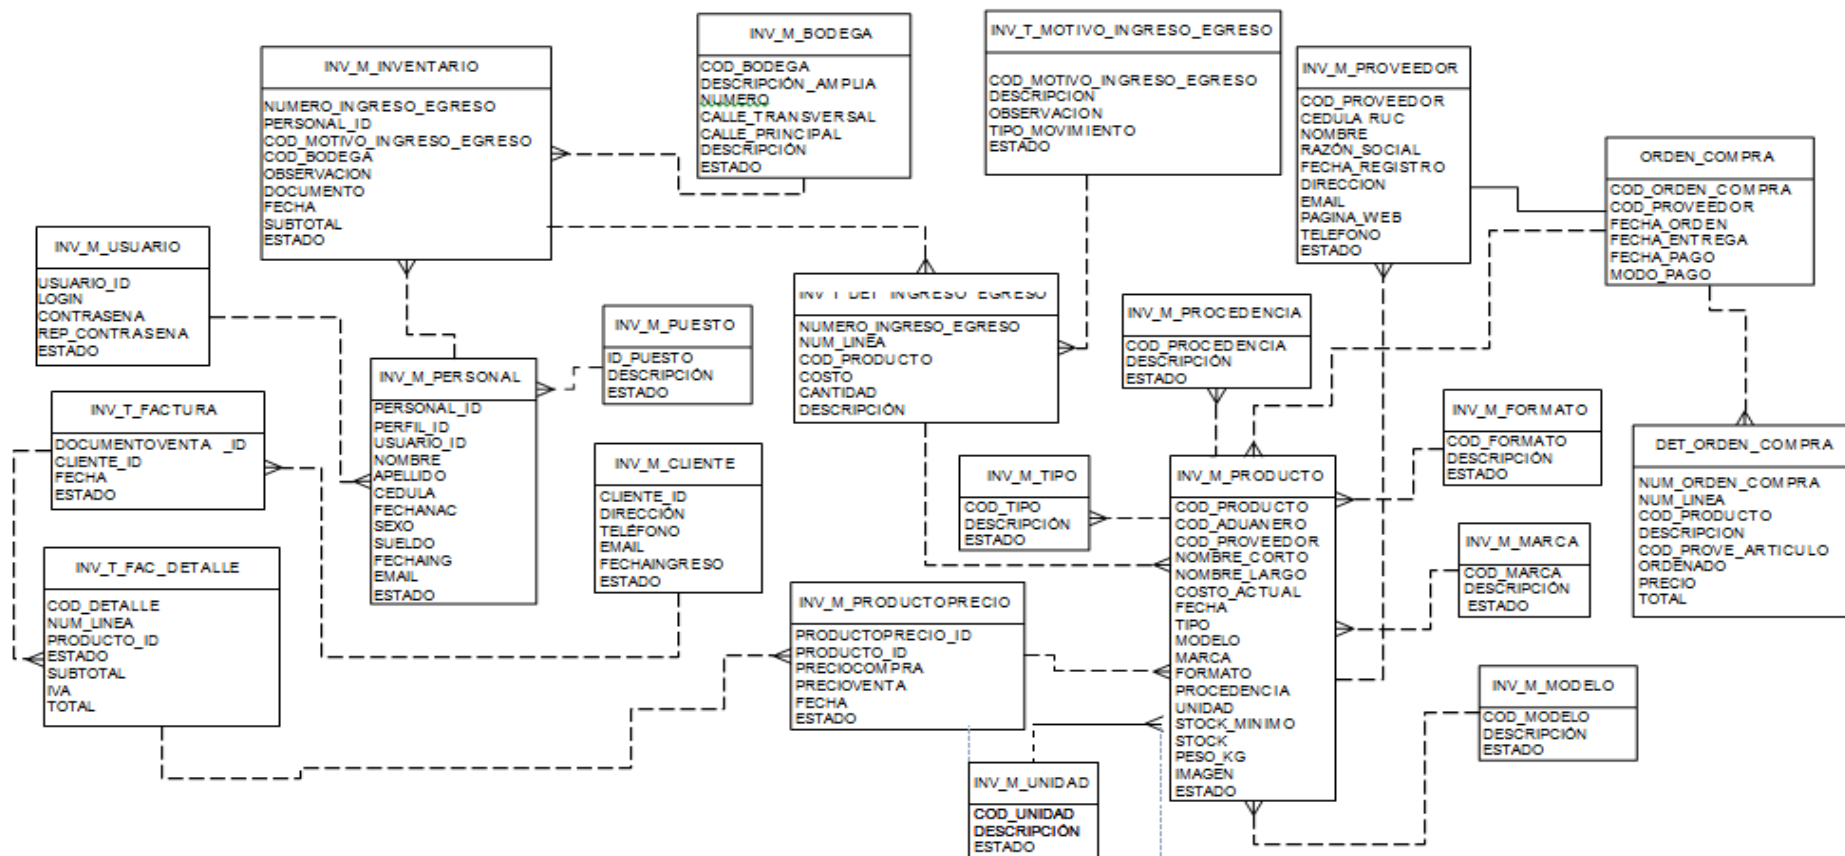 INV_M_INVENTARIO
NUMERO_INGRESO_EGRESO
PERSONAL_ID
COD_MOTIVO_INGRESO_EGRESO
COD_BODEGA
OBSERVACION
DOCUMENTO
FECHA
SUBTOTAL
ESTADO
INV_M_BODEGA
COD_BODEGA
DESCRIPCIÓN_AMPLIA
NUMERO
CALLE_TRANSVERSAL
CALLE_PRINCIPAL
DESCRIPCIÓN
ESTADO
INV_T_MOTIVO_INGRESO_EGRESO
COD_MOTIVO_INGRESO_EGRESO
DESCRIPCION
OBSERVACION
TIPO_MOVIMIENTO
ESTADO
INV_M_PROVEEDOR
COD_PROVEEDOR
CEDULA_RUC
NOMBRE
RAZÓN_SOCIAL
FECHA_REGISTRO
DIRECCION
EMAIL
PAGINA_WEB
TELEFONO
ESTADO
ORDEN_COMPRA
COD_ORDEN_COMPRA
COD_PROVEEDOR
FECHA_ORDEN
FECHA_ENTREGA
FECHA_PAGO
MODO_PAGO
INV_M_USUARIO
USUARIO_ID
LOGIN
CONTRASENA
REP_CONTRASENA
ESTADO
INV_M_PERSONAL
PERSONAL_ID
PERFIL_ID
USUARIO_ID
NOMBRE
APELLIDO
CEDULA
FECHANAC
SEXO
SUELDO
FECHAING
EMAIL
ESTADO
INV_M_PUESTO
ID_PUESTO
DESCRIPCIÓN
ESTADO
INV_T_DET_INGRESO_EGRESO
NUMERO_INGRESO_EGRESO
NUM_LINEA
COD_PRODUCTO
COSTO
CANTIDAD
DESCRIPCIÓN
INV_M_PROCEDENCIA
COD_PROCEDENCIA
DESCRIPCIÓN
ESTADO
INV_T_FACTURA
DOCUMENTOVENTA _ID
CLIENTE_ID
FECHA
ESTADO
INV_M_CLIENTE
CLIENTE_ID
DIRECCIÓN
TELÉFONO
EMAIL
FECHAINGRESO
ESTADO
INV_M_TIPO
COD_TIPO
DESCRIPCIÓN
ESTADO
INV_M_PRODUCTO
COD_PRODUCTO
COD_ADUANERO
COD_PROVEEDOR
NOMBRE_CORTO
NOMBRE_LARGO
COSTO_ACTUAL
FECHA
TIPO
MODELO
MARCA
FORMATO
PROCEDENCIA
UNIDAD
STOCK_MINIMO
STOCK
PESO_KG
IMAGEN
ESTADO
INV_M_FORMATO
COD_FORMATO
DESCRIPCIÓN
ESTADO
DET_ORDEN_COMPRA
NUM_ORDEN_COMPRA
NUM_LINEA
COD_PRODUCTO
DESCRIPCION
COD_PROVE_ARTICULO
ORDENADO
PRECIO
TOTAL
INV_M_MARCA
COD_MARCA
DESCRIPCIÓN
ESTADO
INV_T_FAC_DETALLE
COD_DETALLE
NUM_LINEA
PRODUCTO_ID
ESTADO
SUBTOTAL
IVA
TOTAL
INV_M_PRODUCTOPRECIO
PRODUCTOPRECIO_ID
PRODUCTO_ID
PRECIOCOMPRA
PRECIOVENTA
FECHA
ESTADO
INV_M_MODELO
COD_MODELO
DESCRIPCIÓN
ESTADO
INV_M_UNIDAD
COD_UNIDAD
DESCRIPCIÓN
ESTADO